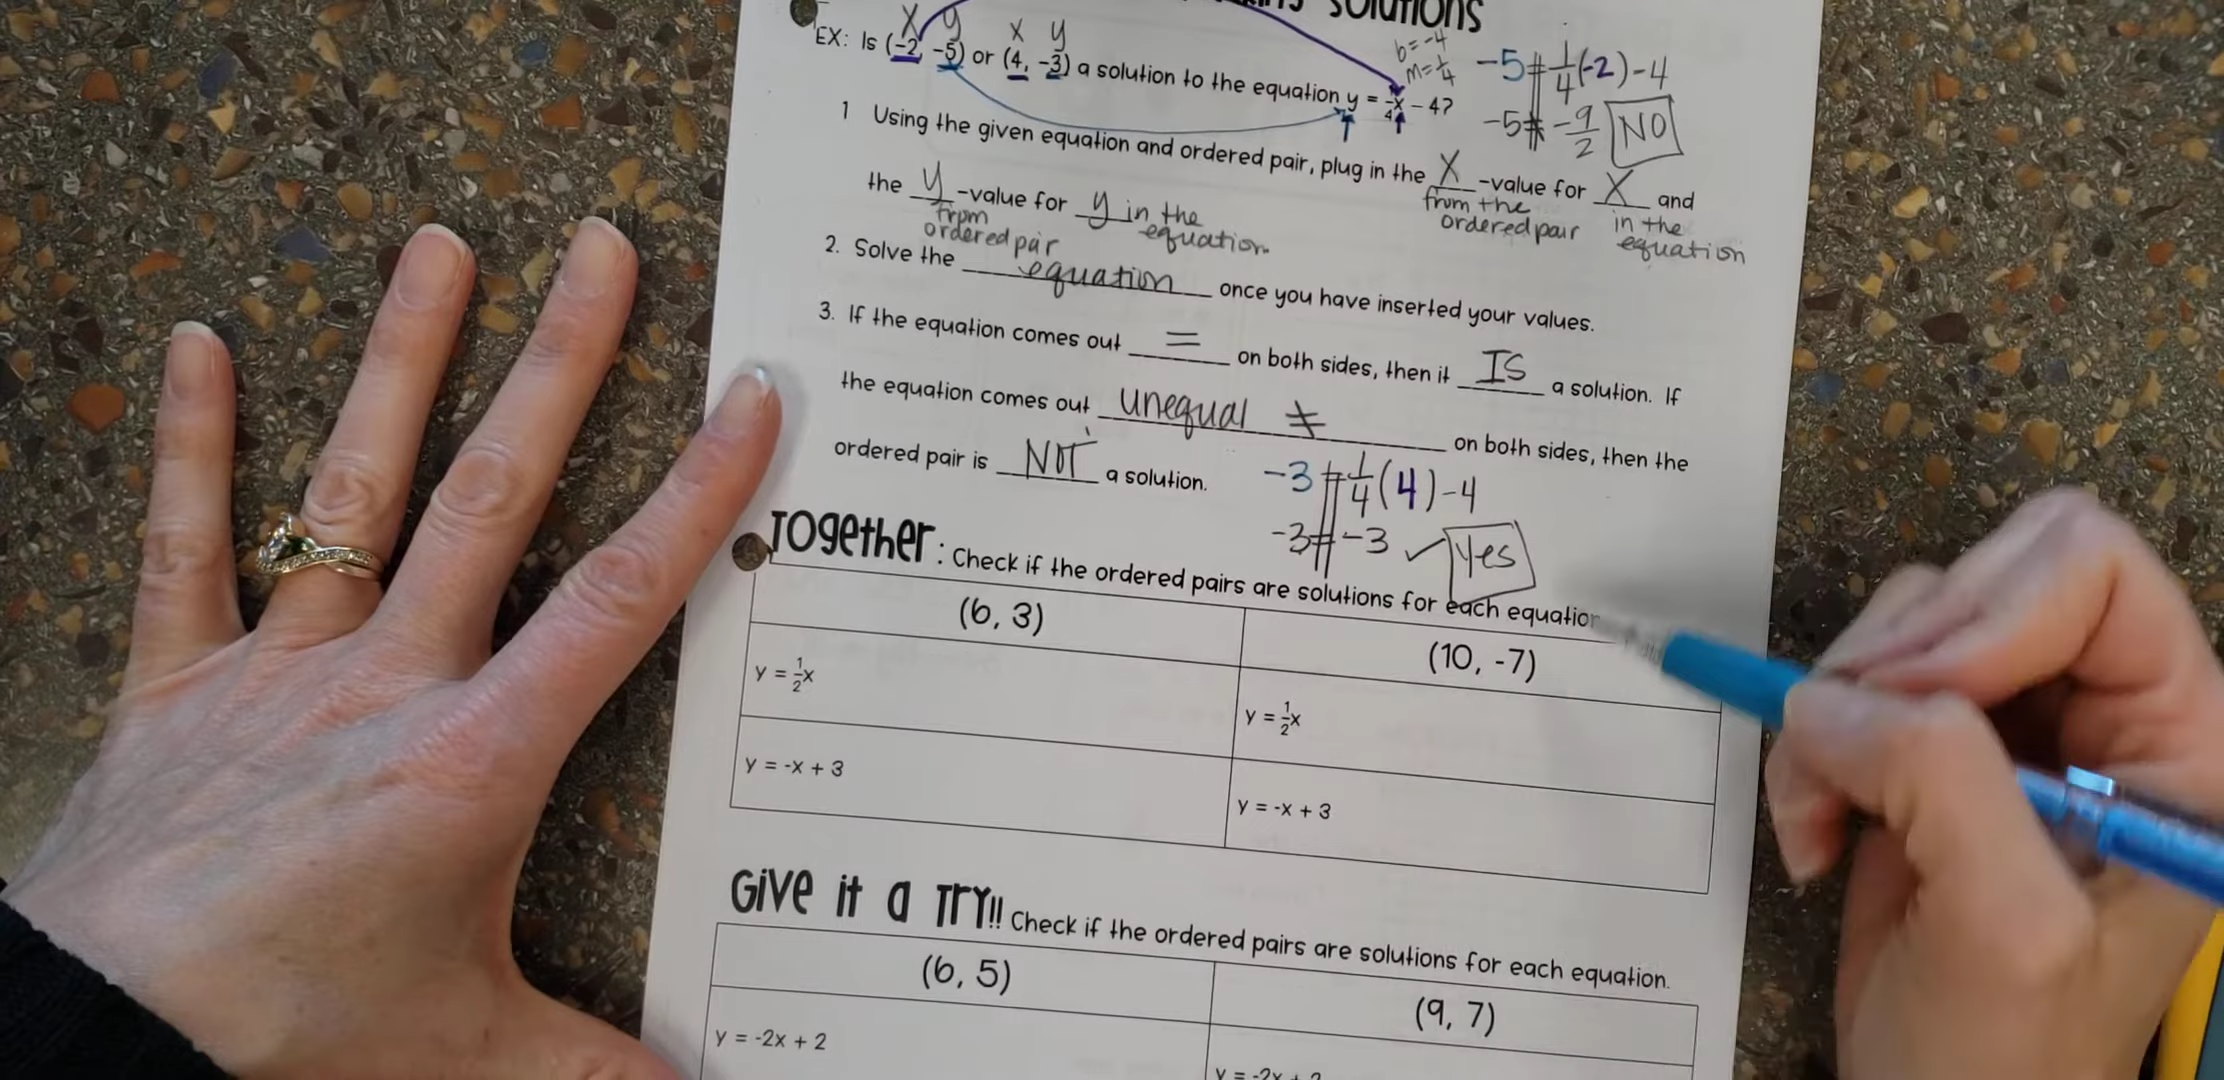 solutions
x y x y
b=-4
m=1/4
EX: Is (-2, -5) or (4, -3) a solution to the equation y = 1/4x - 4?
-5 ≠ 1/4(-2)-4
-5 ≠ -9/2 NO
1 Using the given equation and ordered pair, plug in the X -value for X and
from the ordered pair
in the equation
the y -value for y in the equation.
from ordered pair
2. Solve the equation once you have inserted your values.
3. If the equation comes out = on both sides, then it IS a solution. If
the equation comes out unequal ≠ on both sides, then the
ordered pair is NOT a solution.
-3 = 1/4(4)-4
-3 = -3 ✓ Yes
Together: Check if the ordered pairs are solutions for each equation
(6, 3)
(10, -7)
y = 1/2x
y = 1/2x
y = -x + 3
y = -x + 3
Give it a TRY!! Check if the ordered pairs are solutions for each equation.
(6, 5)
(9, 7)
y = -2x + 2